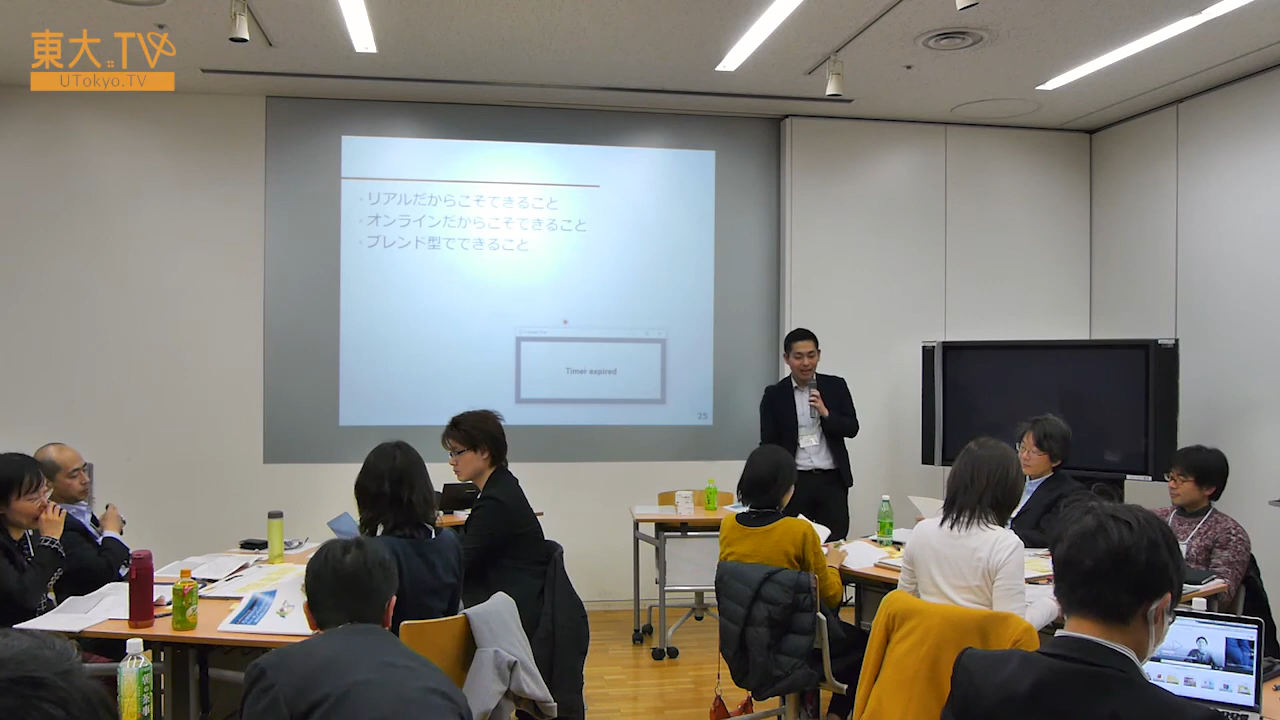 東大TV
UTokyo.TV
・リアルだからこそできること
・オンラインだからこそできること
・ブレンド型でできること
Timer expired
25